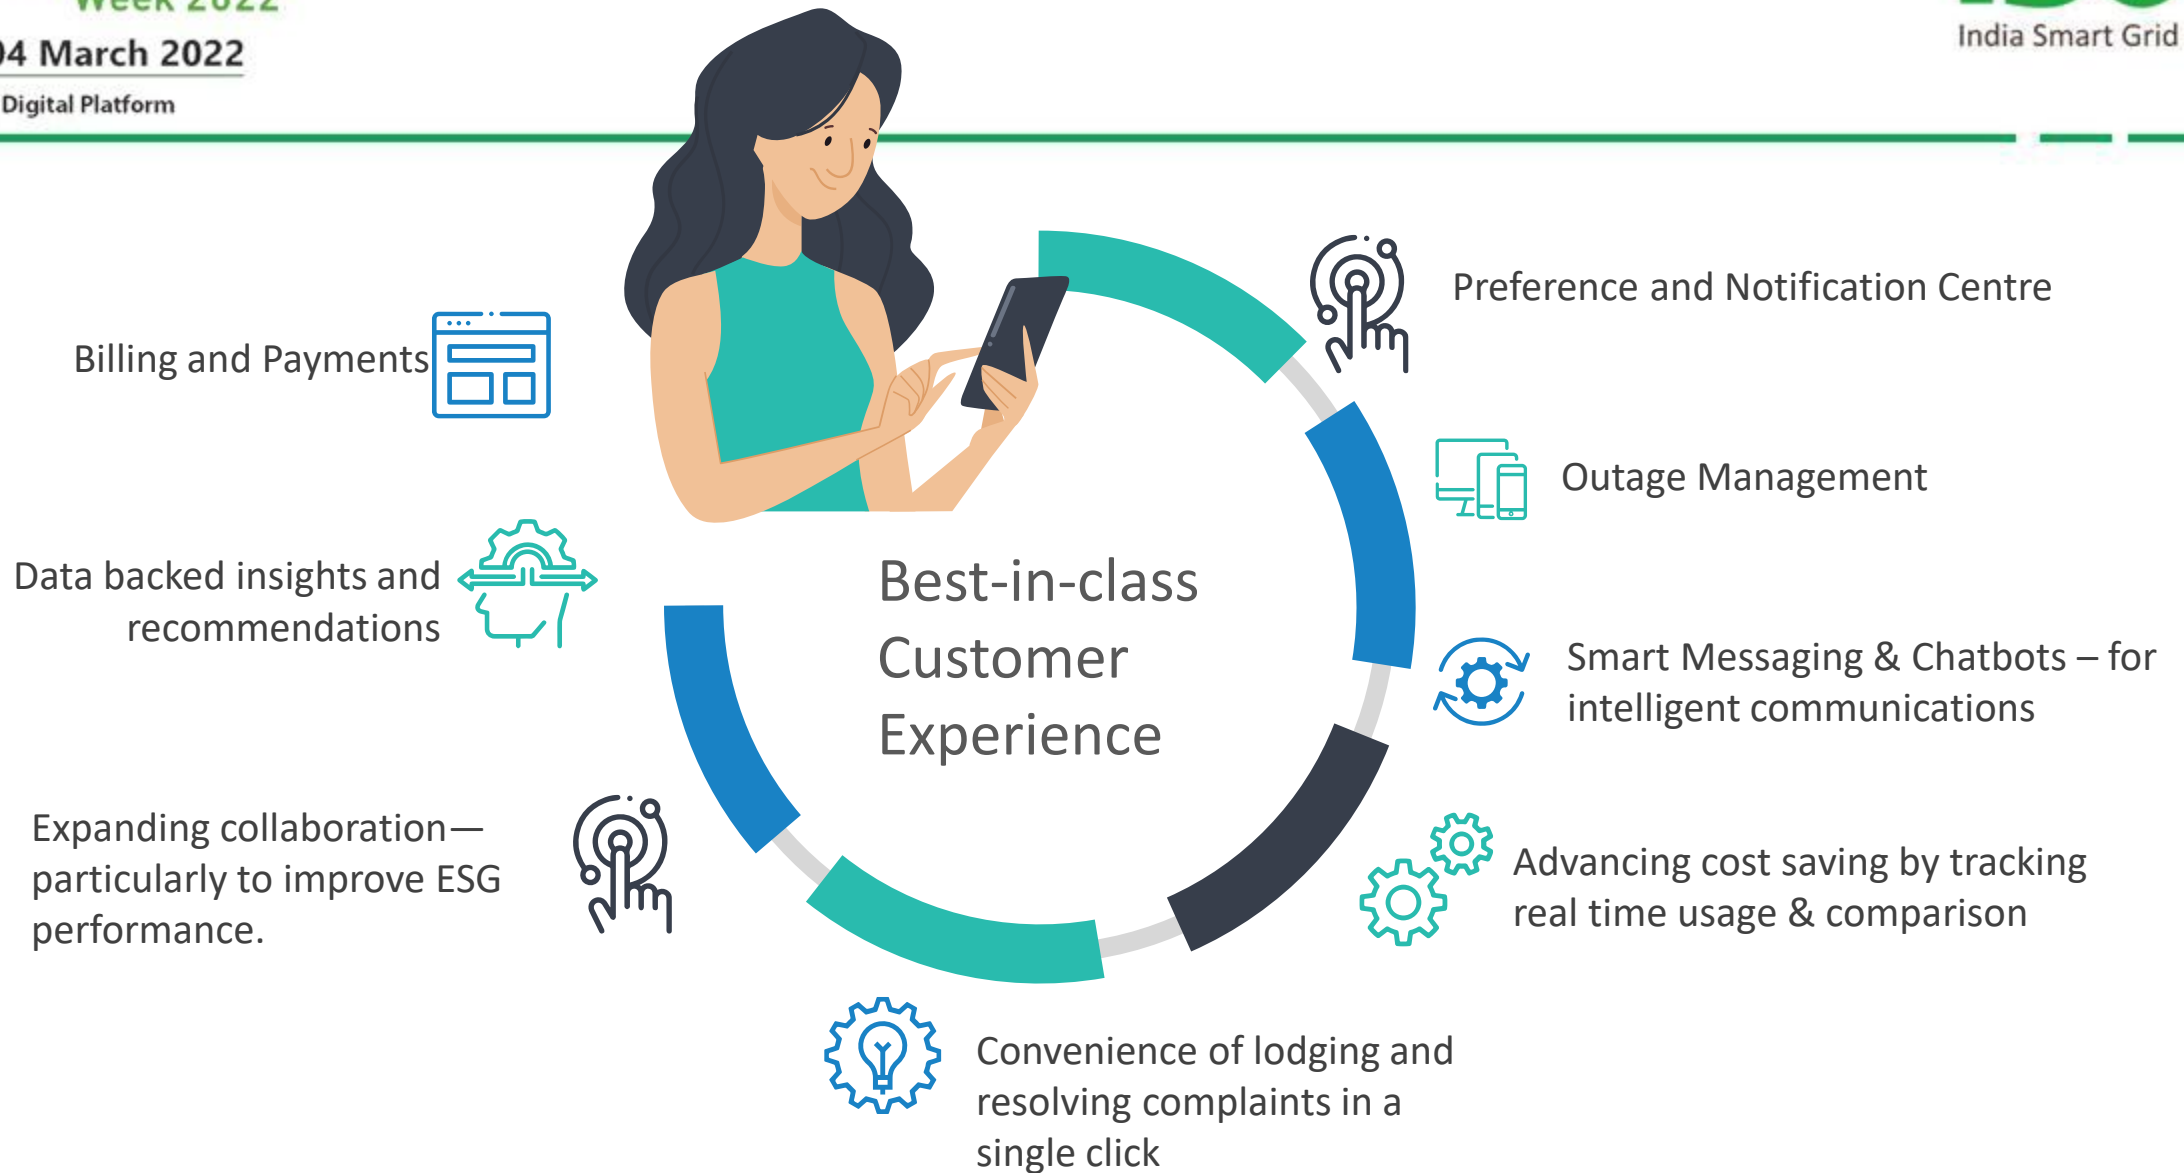 Week 2022
04 March 2022
Digital Platform
India Smart Grid
Preference and Notification Centre
Billing and Payments
Outage Management
Data backed insights and
recommendations
Best-in-class
Customer
Experience
Smart Messaging & Chatbots – for
intelligent communications
Expanding collaboration—
particularly to improve ESG
performance.
Advancing cost saving by tracking
real time usage & comparison
Convenience of lodging and
resolving complaints in a
single click